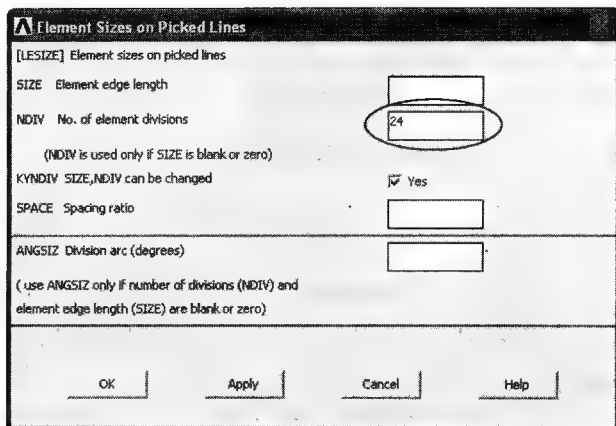 Element Sizes on Picked Lines
[LESIZE] Element sizes on picked lines
SIZE Element edge length
NDIV No. of element divisions
24
(NDIV is used only if SIZE is blank or zero)
KYNDIV SIZE,NDIV can be changed
Yes
SPACE Spacing ratio
ANGSIZ Division arc (degrees)
( use ANGSIZ only if number of divisions (NDIV) and
element edge length (SIZE) are blank or zero)
OK Apply Cancel Help